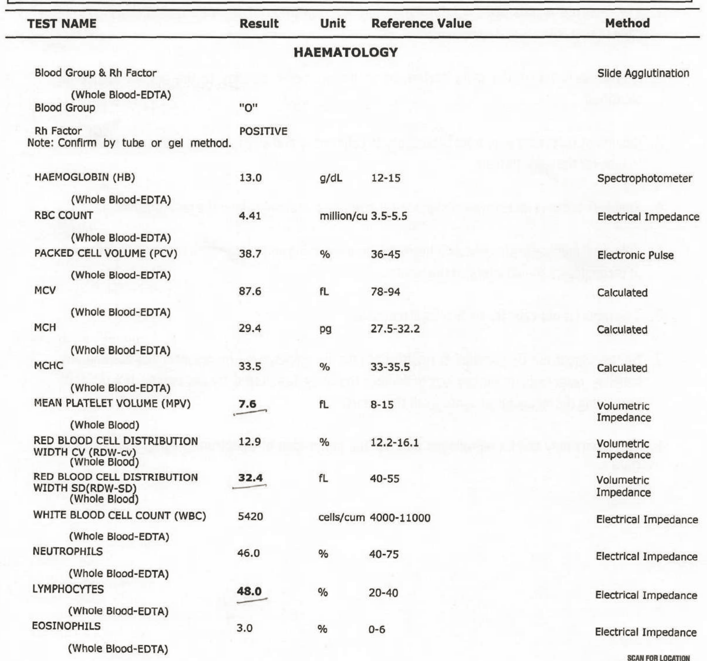 TEST NAME Result Unit Reference Value Method
HAEMATOLOGY
Blood Group & Rh Factor Slide Agglutination
(Whole Blood-EDTA)
Blood Group "O"
Rh Factor POSITIVE
Note: Confirm by tube or gel method.
HAEMOGLOBIN (HB) 13.0 g/dL 12-15 Spectrophotometer
(Whole Blood-EDTA)
RBC COUNT 4.41 million/cu 3.5-5.5 Electrical Impedance
(Whole Blood-EDTA)
PACKED CELL VOLUME (PCV) 38.7 % 36-45 Electronic Pulse
(Whole Blood-EDTA)
MCV 87.6 fL 78-94 Calculated
(Whole Blood-EDTA)
MCH 29.4 pg 27.5-32.2 Calculated
(Whole Blood-EDTA)
MCHC 33.5 % 33-35.5 Calculated
(Whole Blood-EDTA)
MEAN PLATELET VOLUME (MPV) 7.6 fL 8-15 Volumetric
Impedance
(Whole Blood)
RED BLOOD CELL DISTRIBUTION 12.9 % 12.2-16.1 Volumetric
WIDTH CV (RDW-cv) Impedance
(Whole Blood)
RED BLOOD CELL DISTRIBUTION 32.4 fL 40-55 Volumetric
WIDTH SD(RDW-SD) Impedance
(Whole Blood)
WHITE BLOOD CELL COUNT (WBC) 5420 cells/cum 4000-11000 Electrical Impedance
(Whole Blood-EDTA)
NEUTROPHILS 46.0 % 40-75 Electrical Impedance
(Whole Blood-EDTA)
LYMPHOCYTES 48.0 % 20-40 Electrical Impedance
(Whole Blood-EDTA)
EOSINOPHILS 3.0 % 0-6 Electrical Impedance
(Whole Blood-EDTA)
SCAN FOR LOCATION